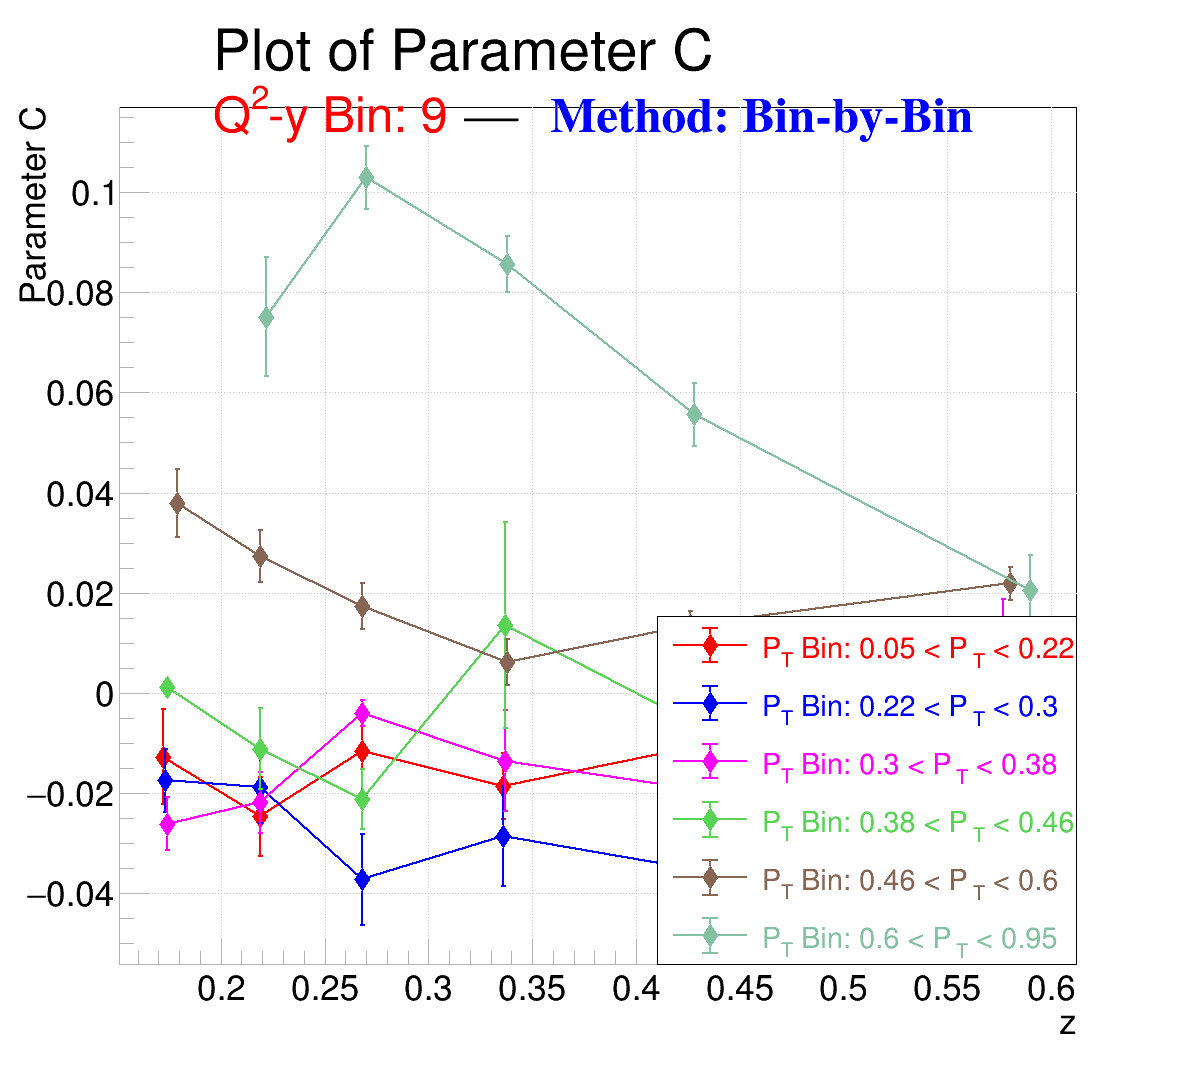 Plot of Parameter C
Q2-y Bin: 9 — Method: Bin-by-Bin
Parameter C
0.1
0.08
0.06
0.04
0.02
0
−0.02
−0.04
0.2 0.25 0.3 0.35 0.4 0.45 0.5 0.55 0.6
z
PT Bin: 0.05 < PT < 0.22
PT Bin: 0.22 < PT < 0.3
PT Bin: 0.3 < PT < 0.38
PT Bin: 0.38 < PT < 0.46
PT Bin: 0.46 < PT < 0.6
PT Bin: 0.6 < PT < 0.95